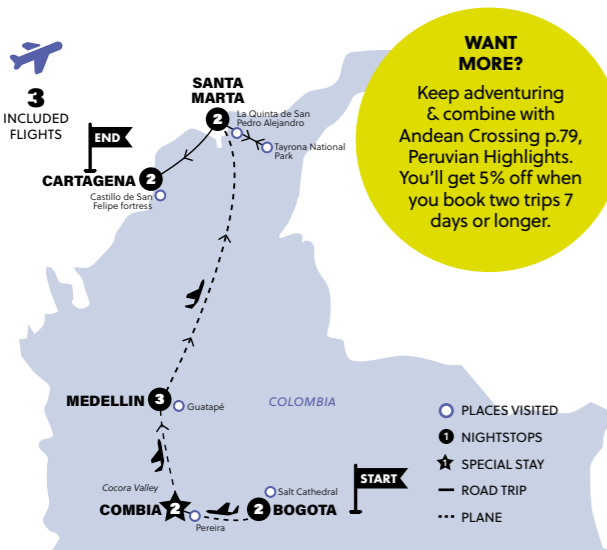 3
INCLUDED
FLIGHTS
WANT
MORE?
Keep adventuring
& combine with
Andean Crossing p.79,
Peruvian Highlights.
You'll get 5% off when
you book two trips 7
days or longer.
SANTA
MARTA
2
La Quinta de San
Pedro Alejandro
Tayrona National
Park
END
CARTAGENA
2
Castillo de San
Felipe fortress
MEDELLIN
3
Guatapé
COLOMBIA
Cocora Valley
COMBIA
2
Pereira
Salt Cathedral
2
BOGOTA
START
PLACES VISITED
1
NIGHTSTOPS
1
SPECIAL STAY
ROAD TRIP
PLANE